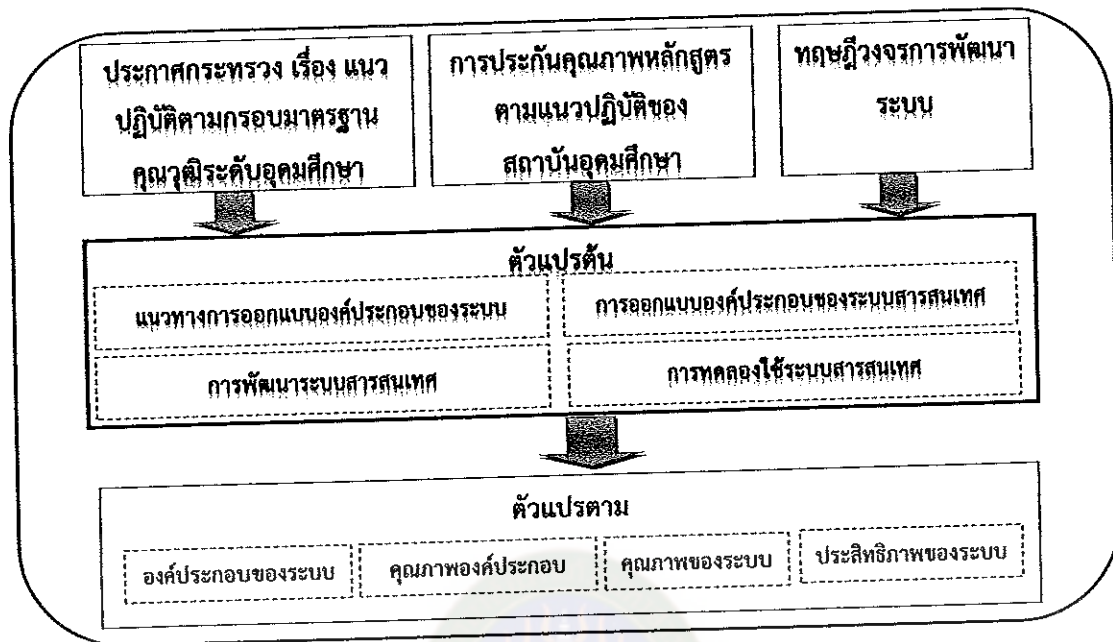 ประกาศกระทรวง เรื่อง แนว
ปฏิบัติตามกรอบมาตรฐาน
คุณวุฒิระดับอุดมศึกษา
การประกันคุณภาพหลักสูตร
ตามแนวปฏิบัติของ
สถาบันอุดมศึกษา
ทฤษฎีวงจรการพัฒนา
ระบบ
ตัวแปรต้น
แนวทางการออกแบบองค์ประกอบของระบบ
การออกแบบองค์ประกอบของระบบสารสนเทศ
การพัฒนาระบบสารสนเทศ
การทดลองใช้ระบบสารสนเทศ
ตัวแปรตาม
องค์ประกอบของระบบ
คุณภาพองค์ประกอบ
คุณภาพของระบบ
ประสิทธิภาพของระบบ